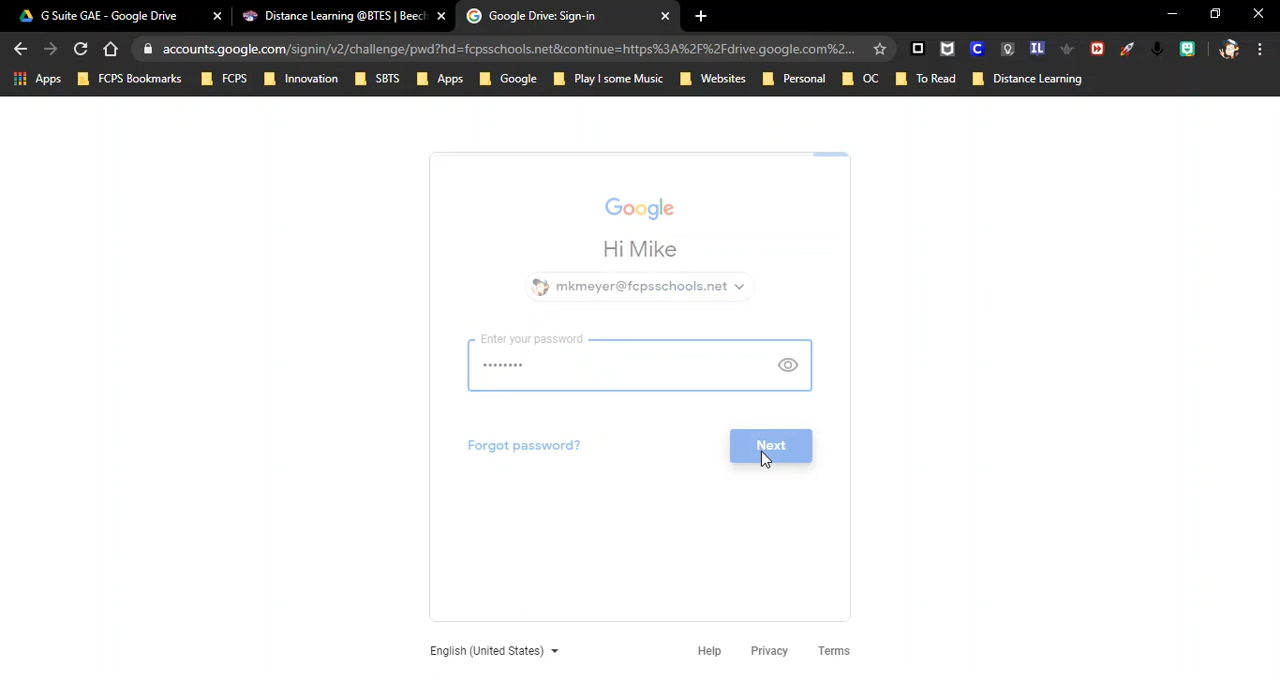 G Suite GAE - Google Drive
Distance Learning @BTES | Beech
Google Drive: Sign-in
accounts.google.com/signin/v2/challenge/pwd?hd=fcpsschools.net&continue=https%3A%2F%2Fdrive.google.com%2...
Apps FCPS Bookmarks FCPS Innovation SBTS Apps Google Play I some Music Websites Personal OC To Read Distance Learning
Google
Hi Mike
mkmeyer@fcpsschools.net
Enter your password
••••••••
Forgot password? Next
English (United States) Help Privacy Terms